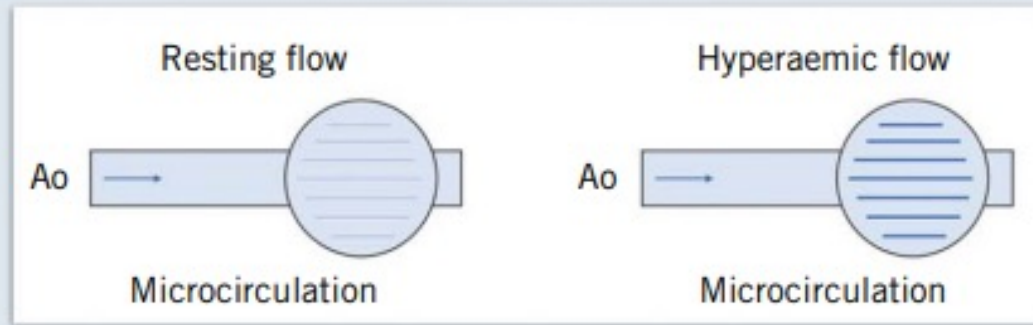 Resting flow
Hyperaemic flow
Ao
Ao
Microcirculation
Microcirculation